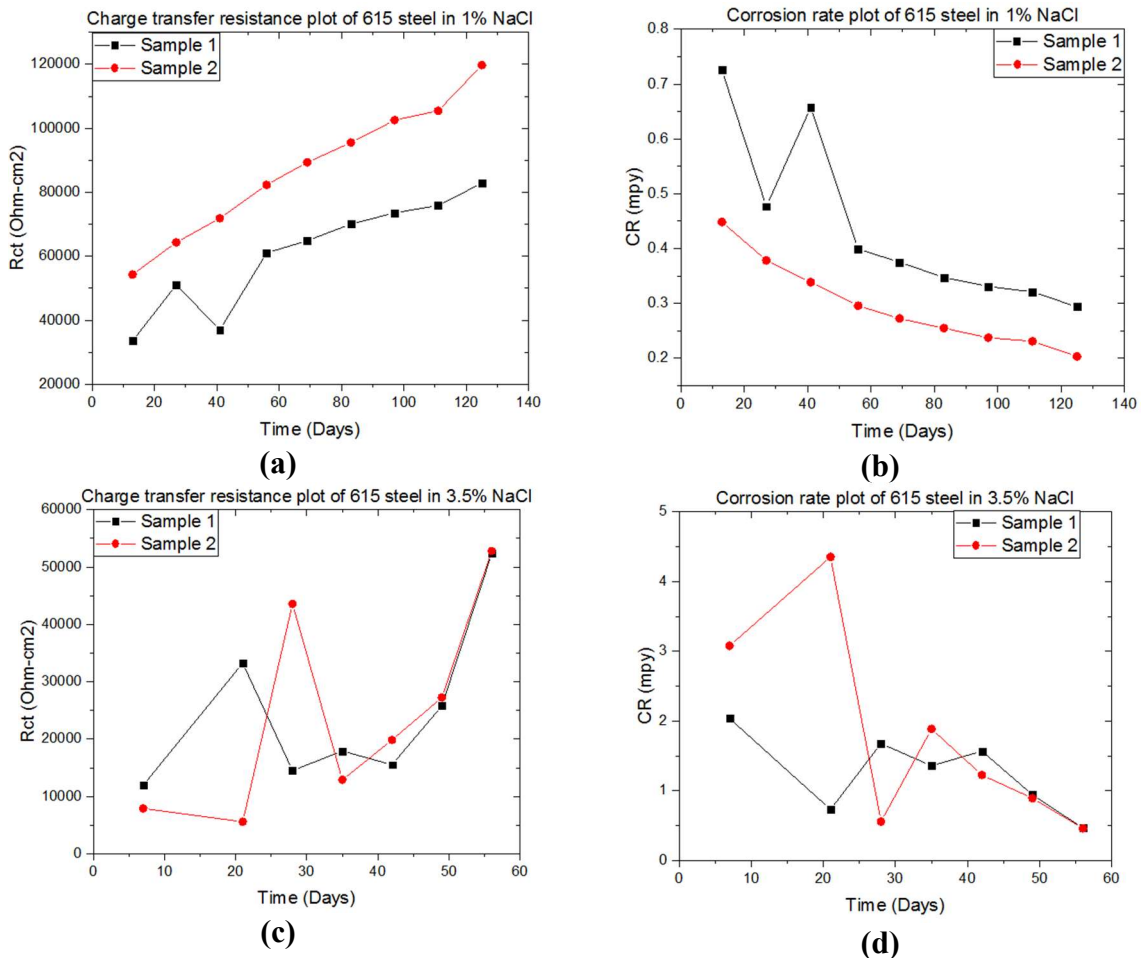 Charge transfer resistance plot of 615 steel in 1% NaCl
Sample 1
Sample 2
120000
100000
80000
60000
40000
20000
Rct (Ohm-cm2)
0 20 40 60 80 100 120 140
Time (Days)
(a)
Corrosion rate plot of 615 steel in 1% NaCl
Sample 1
Sample 2
0.8
0.7
0.6
0.5
0.4
0.3
0.2
CR (mpy)
0 20 40 60 80 100 120 140
Time (Days)
(b)
Charge transfer resistance plot of 615 steel in 3.5% NaCl
Sample 1
Sample 2
60000
50000
40000
30000
20000
10000
0
Rct (Ohm-cm2)
0 10 20 30 40 50 60
Time (Days)
(c)
Corrosion rate plot of 615 steel in 3.5% NaCl
Sample 1
Sample 2
5
4
3
2
1
0
CR (mpy)
0 10 20 30 40 50 60
Time (Days)
(d)